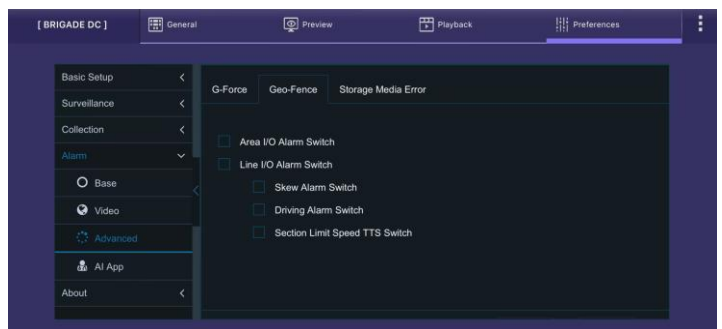 [ BRIGADE DC ] General Preview Playback Preferences
Basic Setup
Surveillance
Collection
Alarm
Base
Video
Advanced
AI App
About
G-Force Geo-Fence Storage Media Error
Area I/O Alarm Switch
Line I/O Alarm Switch
Skew Alarm Switch
Driving Alarm Switch
Section Limit Speed TTS Switch